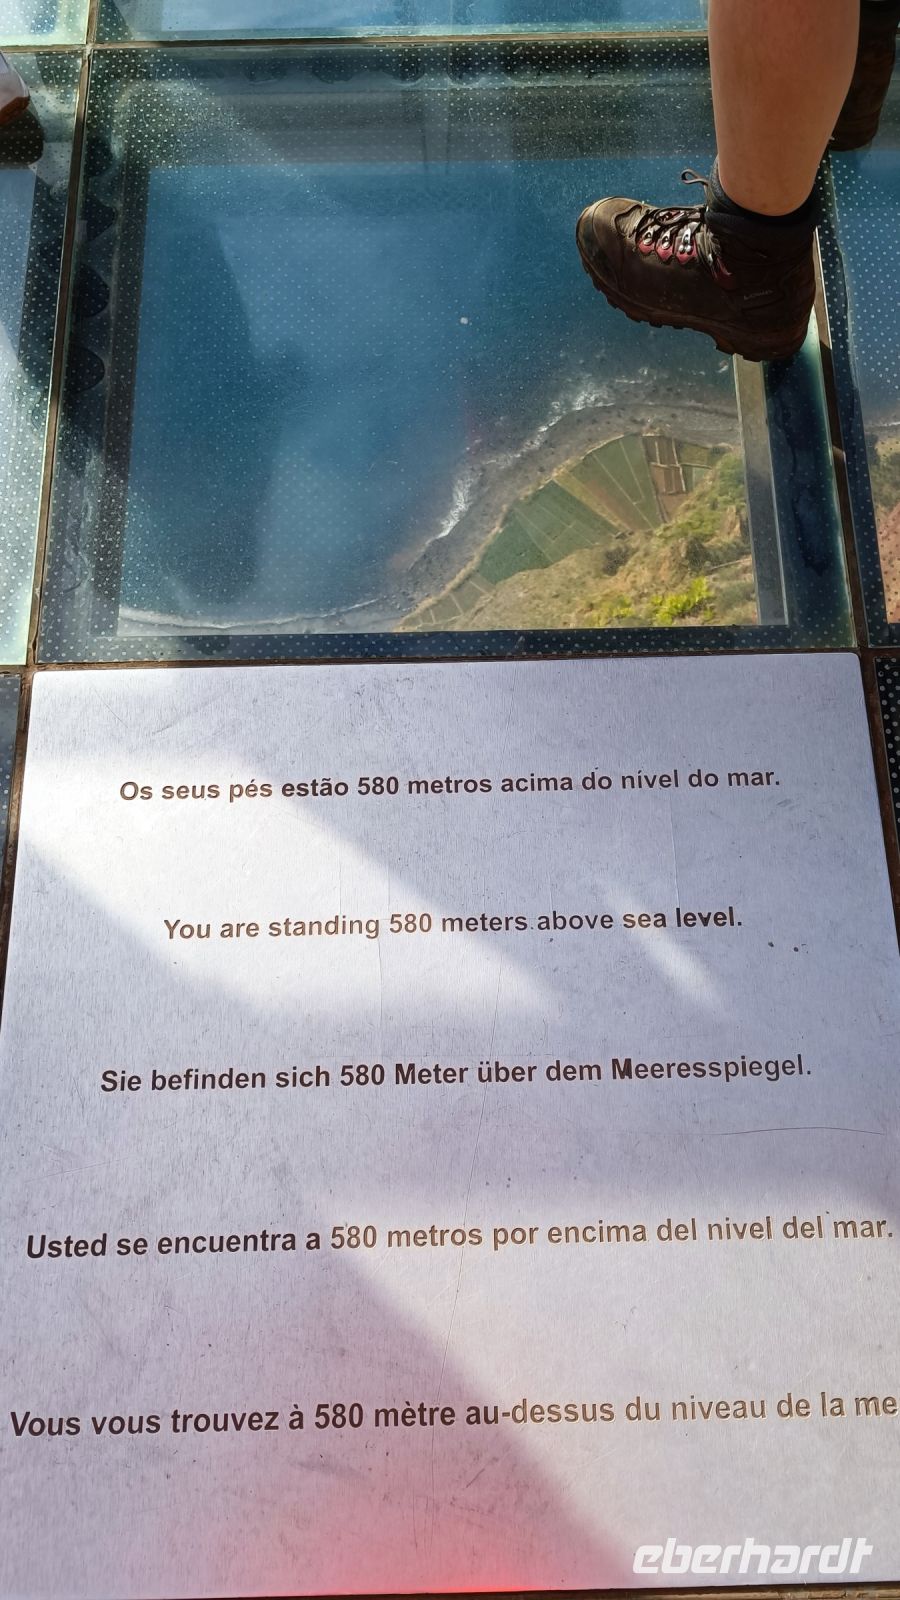 Os seus pés estão 580 metros acima do nível do mar.
You are standing 580 meters above sea level.
Sie befinden sich 580 Meter über dem Meeresspiegel.
Usted se encuentra a 580 metros por encima del nivel del mar.
Vous vous trouvez à 580 mètre au-dessus du niveau de la me
eberhardt